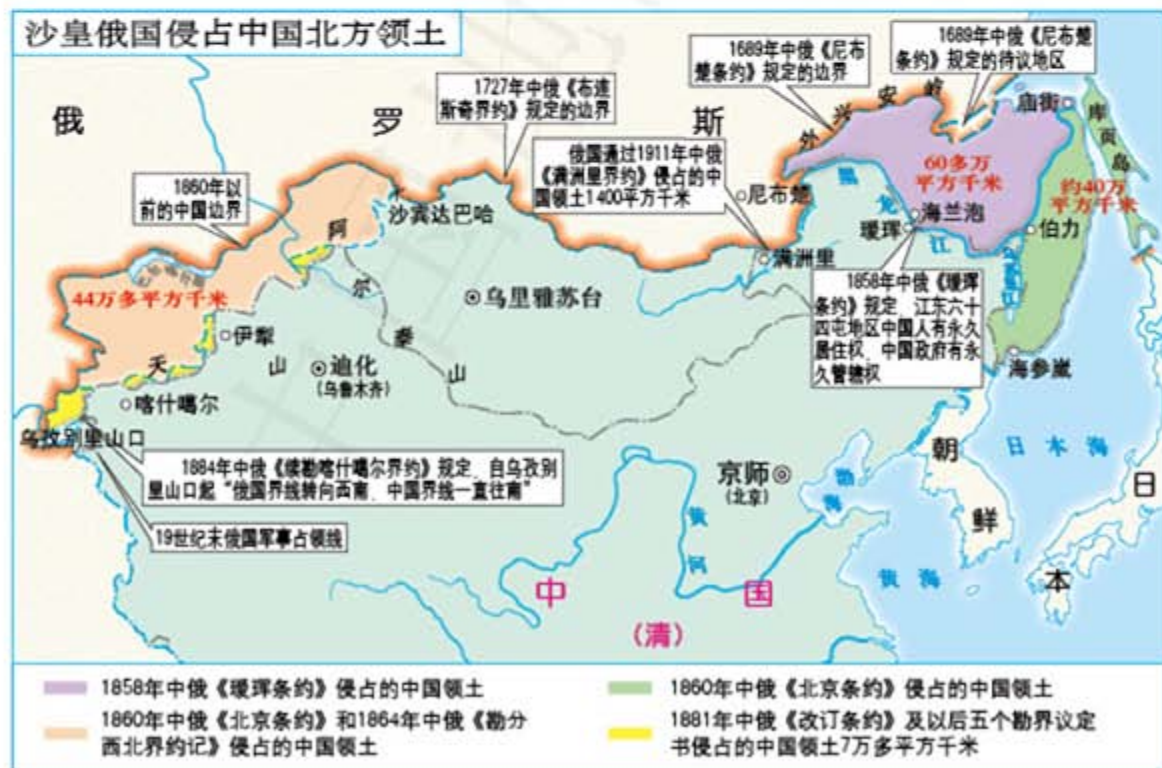 沙皇俄国侵占中国北方领土
1689年中俄《尼布
楚条约》规定的边界
1689年中俄《尼布楚
条约》规定的待议地区
1727年中俄《布连
斯奇界约》规定的边界
俄罗斯
外兴安岭
庙街
库页岛
俄国通过1911年中俄
《满洲里界约》侵占的中
国领土1400平方千米
60多万
平方千米
约40万
平方千米
1860年以
前的中国边界
沙宾达巴哈
尼布楚
黑龙江
海兰泡
瑷珲
伯力
满洲里
阿尔泰山
44万多平方千米
乌里雅苏台
1858年中俄《瑷珲
条约》规定，江东六十
四屯地区中国人有永久
居住权，中国政府有永
久管辖权
伊犁
天山
迪化
(乌鲁木齐)
海参崴
喀什噶尔
乌孜别里山口
朝鲜
日本海
日本
1884年中俄《续勘喀什噶尔界约》规定，自乌孜别
里山口起“俄国界线转向西南，中国界线一直往南”
京师
(北京)
渤海
19世纪末俄国军事占领线
黄河
黄海
中国
(清)
1858年中俄《瑷珲条约》侵占的中国领土
1860年中俄《北京条约》侵占的中国领土
1860年中俄《北京条约》和1864年中俄《勘分
西北界约记》侵占的中国领土
1881年中俄《改订条约》及以后五个勘界议定
书侵占的中国领土7万多平方千米